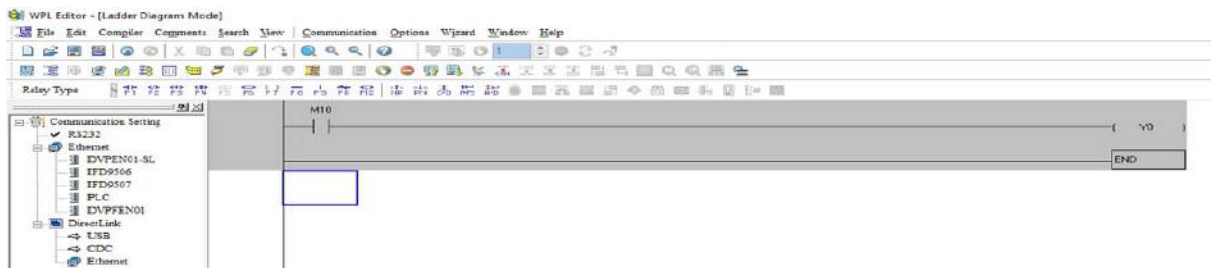 WPL Editor - [Ladder Diagram Mode]
File Edit Compiler Comments Search View Communication Options Wizard Window Help
Relay Type
Communication Setting
RS232
Ethernet
DVPEN01-SL
IFD9506
IFD9507
PLC
DVPFEN01
DirectLink
USB
CDC
Ethernet
M10
Y0
END